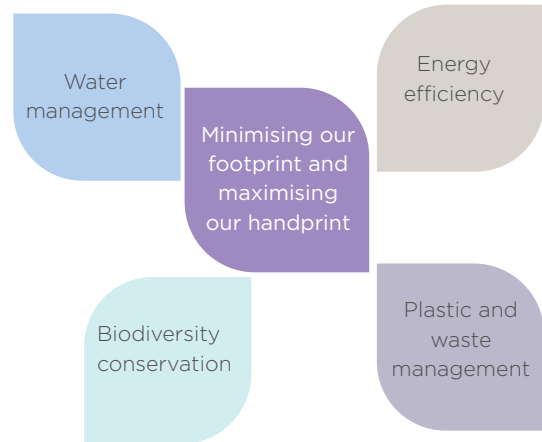 Water
management
Energy
efficiency
Minimising our
footprint and
maximising
our handprint
Biodiversity
conservation
Plastic and
waste
management